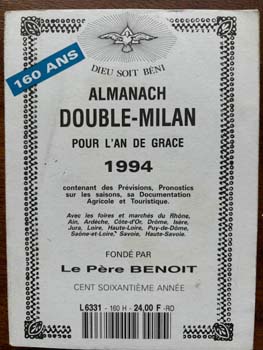 160 ANS
DIEU SOIT BÉNI
ALMANACH
DOUBLE-MILAN
POUR L'AN DE GRACE
1994
contenant des Prévisions, Pronostics
sur les saisons, sa Documentation
Agricole et Touristique.
Avec les foires et marchés du Rhône,
Ain, Ardèche, Côte-d'Or, Drôme, Isère,
Jura, Loire, Haute-Loire, Puy-de-Dôme,
Saône-et-Loire, Savoie, Haute-Savoie.
FONDÉ PAR
Le Père BENOIT
CENT SOIXANTIÈME ANNÉE
L 6331 - 160 H - 24,00 F -RD